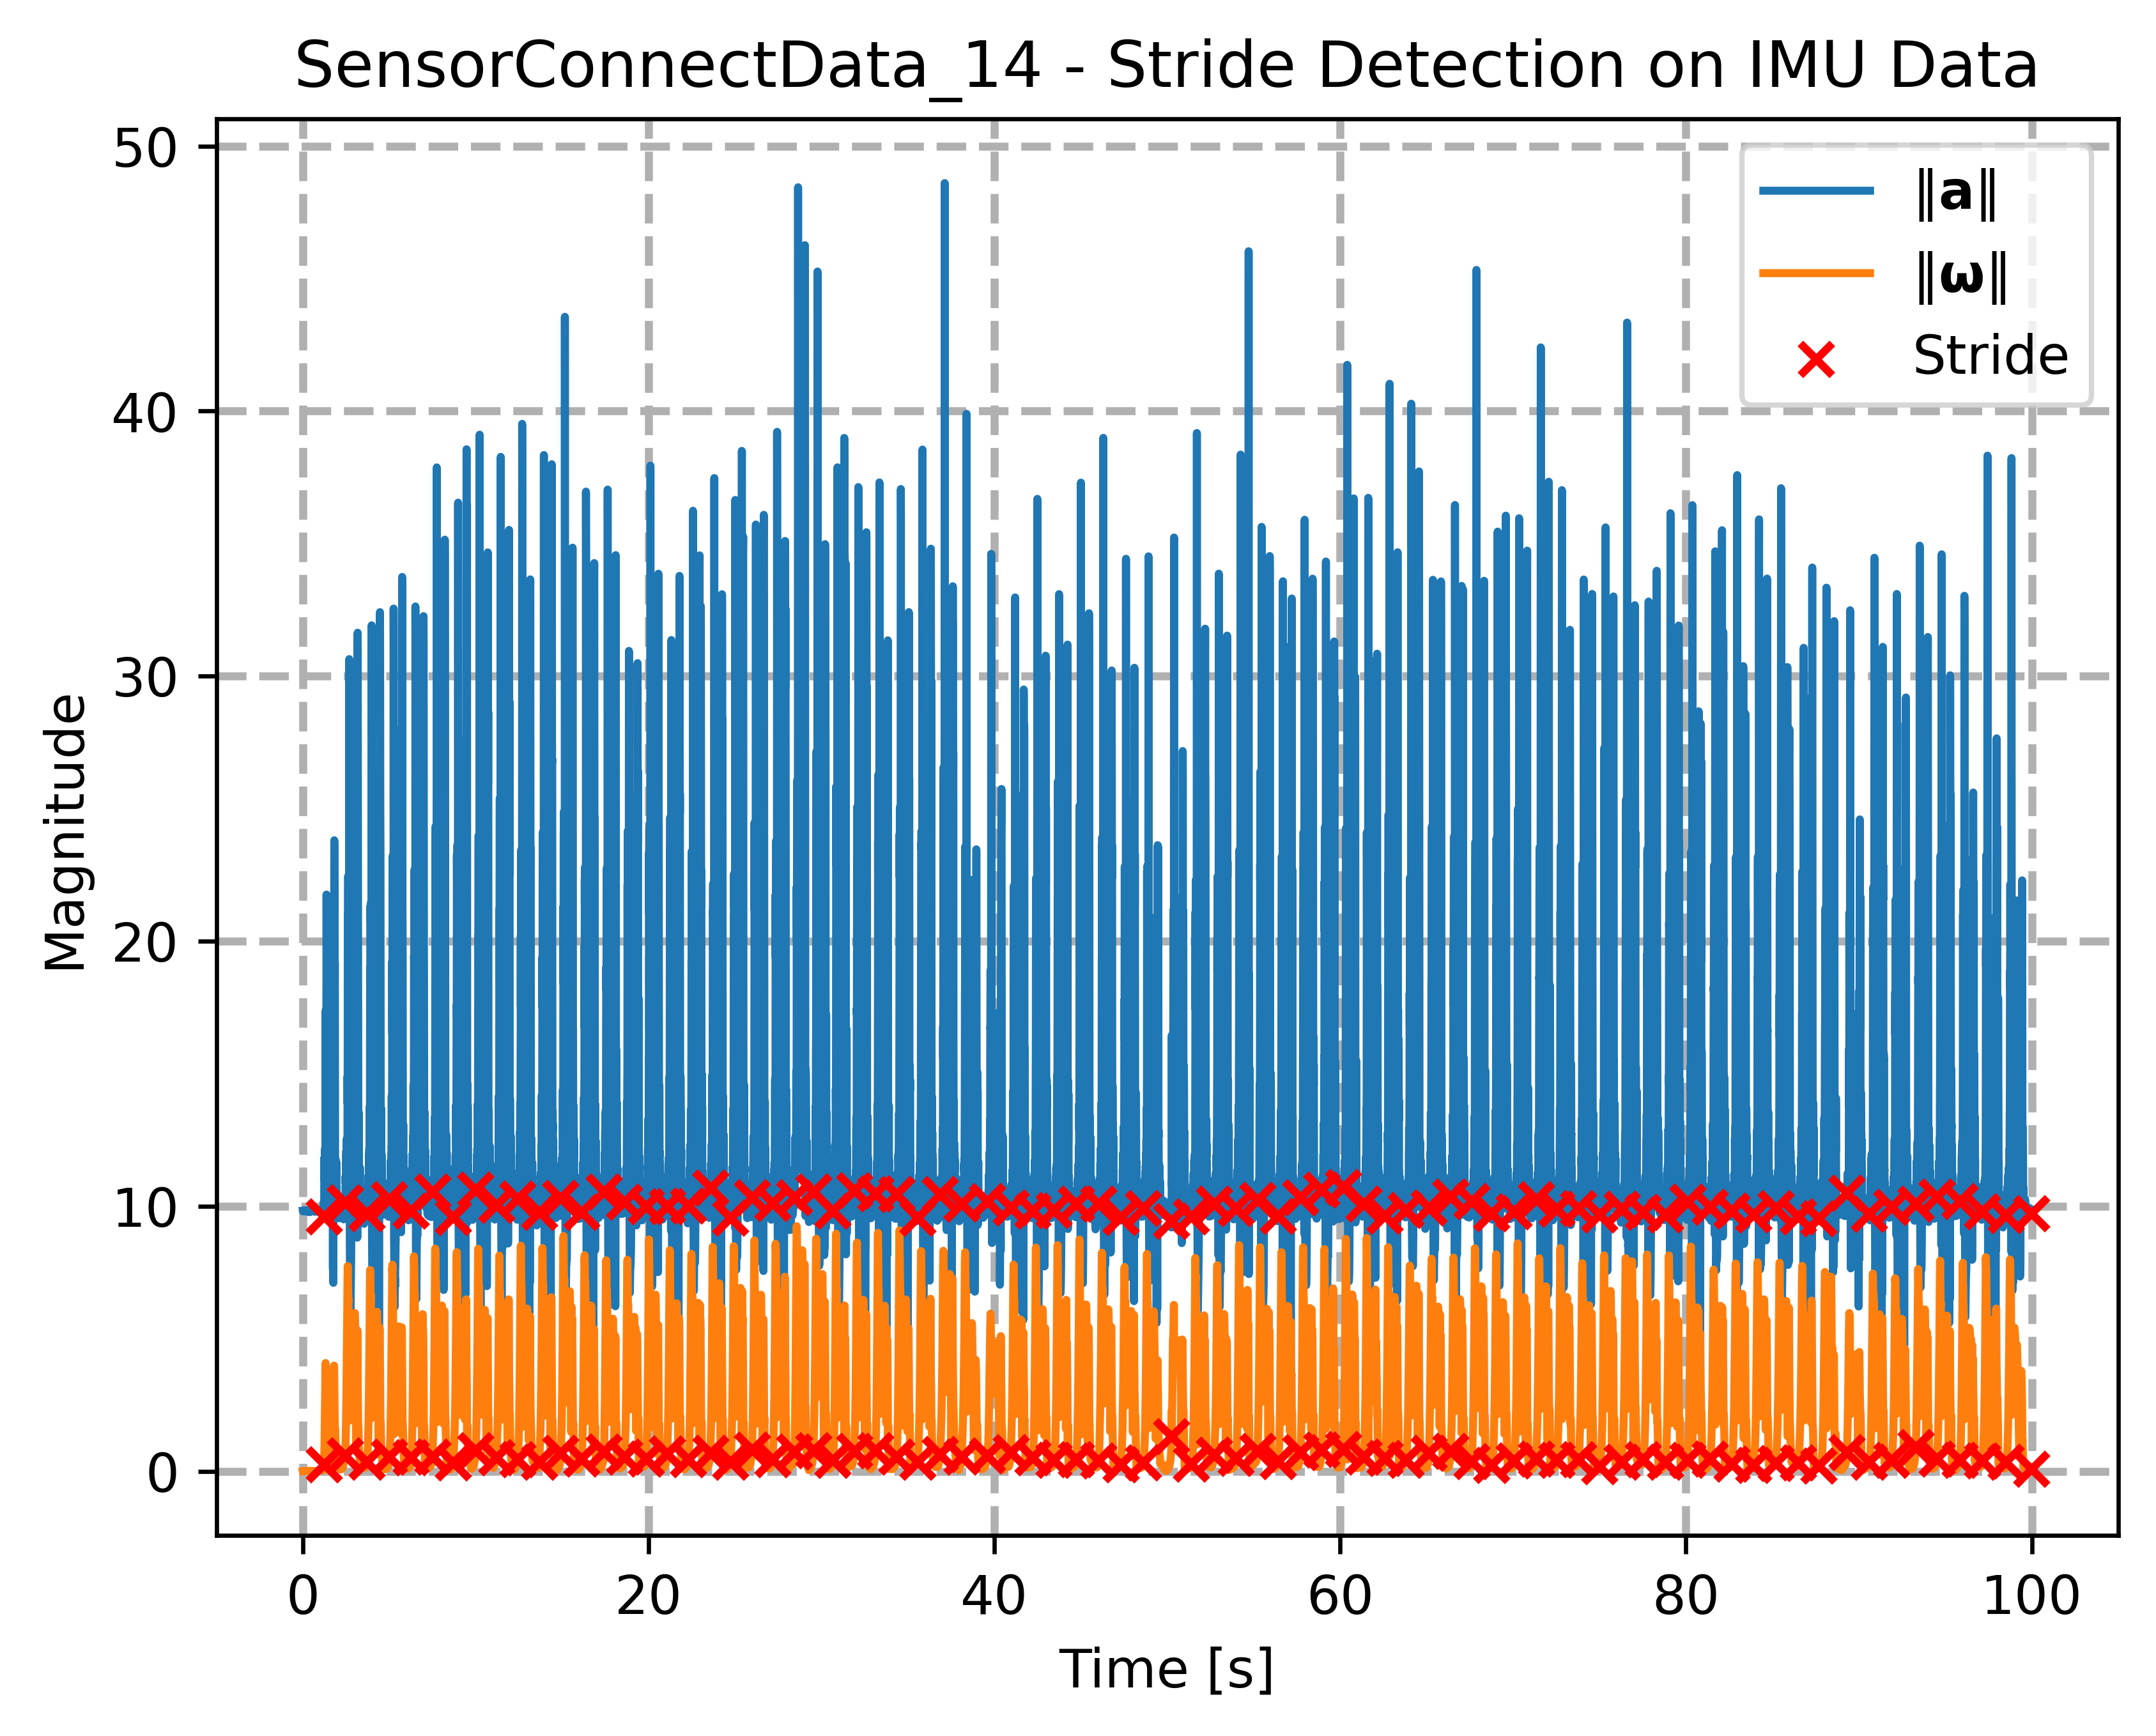 SensorConnectData_14 - Stride Detection on IMU Data
50
40
30
20
10
0
Magnitude
‖a‖
‖ω‖
Stride
0 20 40 60 80 100
Time [s]